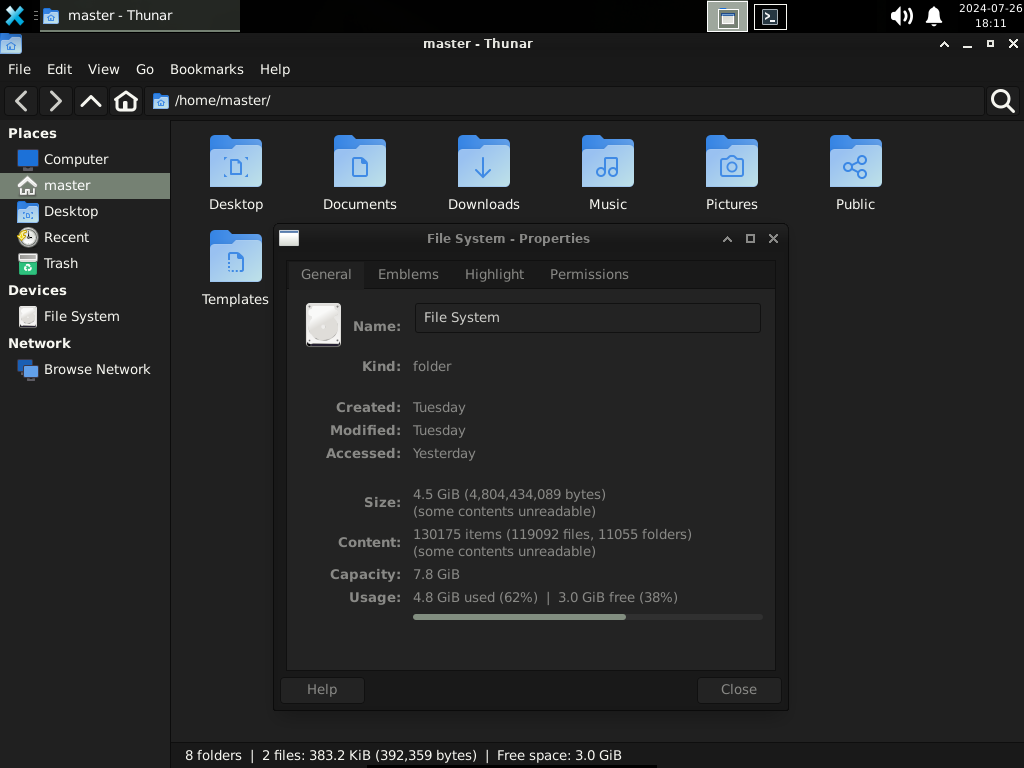 master - Thunar
2024-07-26
18:11
master - Thunar
File Edit View Go Bookmarks Help
/home/master/
Places
Computer
master
Desktop
Recent
Trash
Devices
File System
Network
Browse Network
Desktop Documents Downloads Music Pictures Public
Templates
File System - Properties
General Emblems Highlight Permissions
Name: File System
Kind: folder
Created: Tuesday
Modified: Tuesday
Accessed: Yesterday
Size: 4.5 GiB (4,804,434,089 bytes)
(some contents unreadable)
Content: 130175 items (119092 files, 11055 folders)
(some contents unreadable)
Capacity: 7.8 GiB
Usage: 4.8 GiB used (62%) | 3.0 GiB free (38%)
Help Close
8 folders | 2 files: 383.2 KiB (392,359 bytes) | Free space: 3.0 GiB